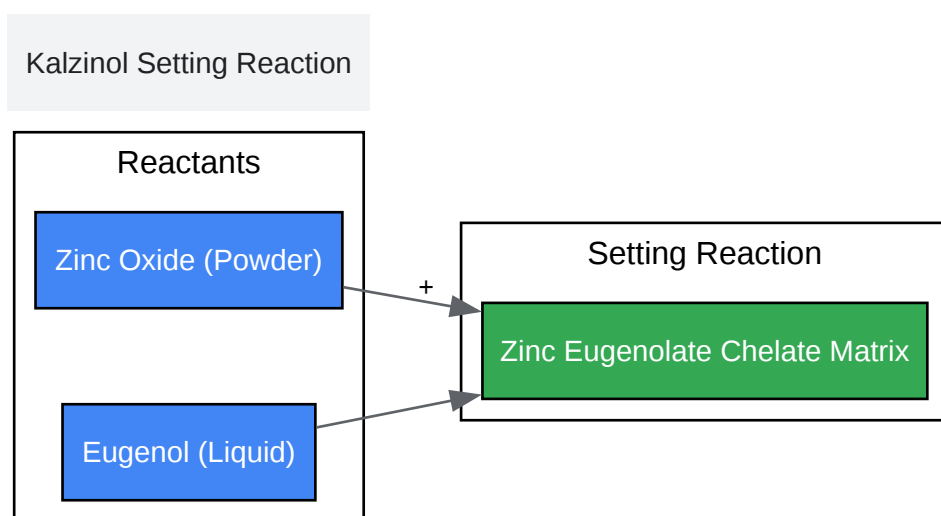 Kalzinol Setting Reaction
Reactants
Zinc Oxide (Powder)
Eugenol (Liquid)
+
Setting Reaction
Zinc Eugenolate Chelate Matrix